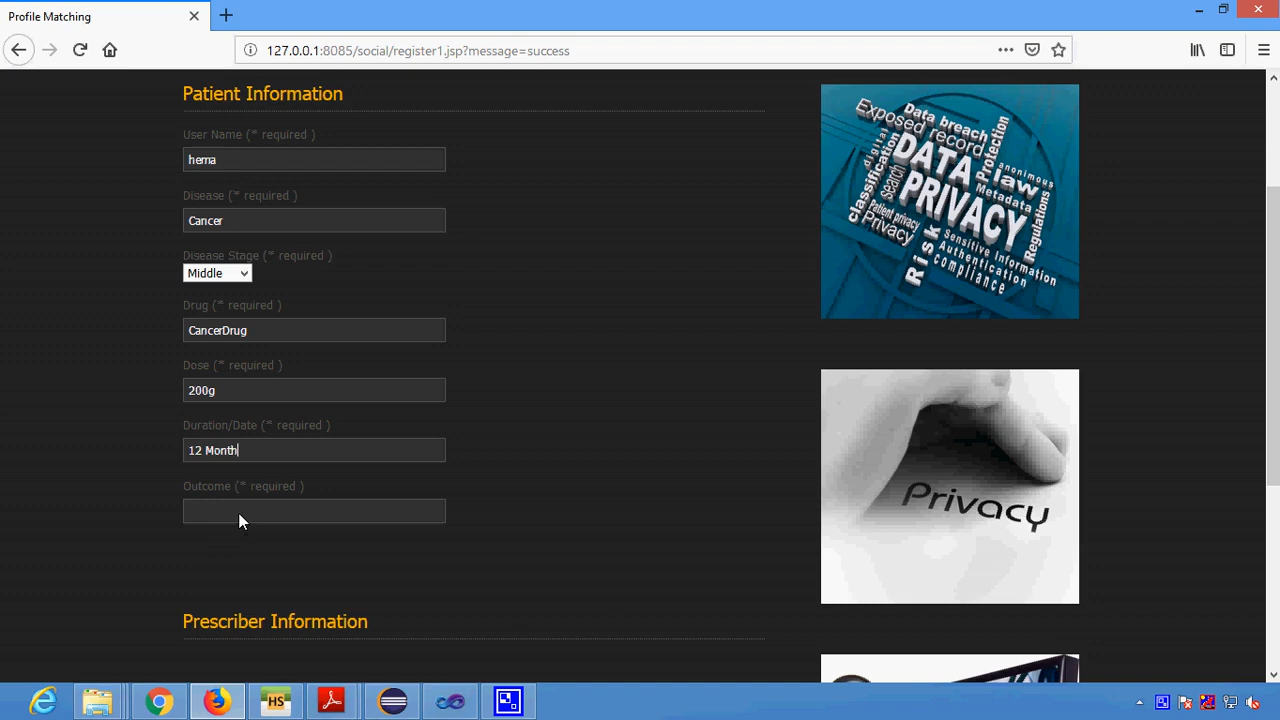 Profile Matching
127.0.0.1:8085/social/register1.jsp?message=success
Patient Information
User Name (* required )
hema
Disease (* required )
Cancer
Disease Stage (* required )
Middle
Drug (* required )
CancerDrug
Dose (* required )
200g
Duration/Date (* required )
12 Month
Outcome (* required )
Prescriber Information
Data breach
Exposed record
Protection
digital
classification
Search
DATA
PRIVACY
anonimous
law
Metadata
Regulations
Patient privacy
Privacy
Risk
Sensitive Information
Authentication
compliance
Privacy
HS